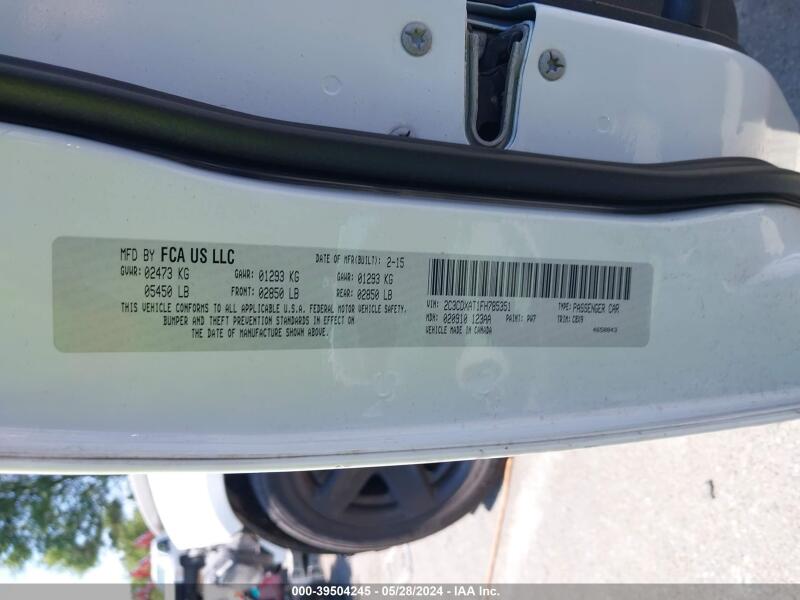 MFD BY FCA US LLC DATE OF MFR(BUILT): 2-15
GVWR: 02473 KG GAWR: 01293 KG GAWR: 01293 KG
05450 LB FRONT: 02850 LB REAR: 02850 LB
THIS VEHICLE CONFORMS TO ALL APPLICABLE U.S.A. FEDERAL MOTOR VEHICLE SAFETY,
BUMPER AND THEFT PREVENTION STANDARDS IN EFFECT ON
THE DATE OF MANUFACTURE SHOWN ABOVE.
VIN: 2C3CDXAT1FH785351 TYPE: PASSENGER CAR
MDH: 020910 123AA PAINT: PW7 TRIM: CBX9
VEHICLE MADE IN CANADA 4650843
000-39504245 - 05/28/2024 - IAA Inc.